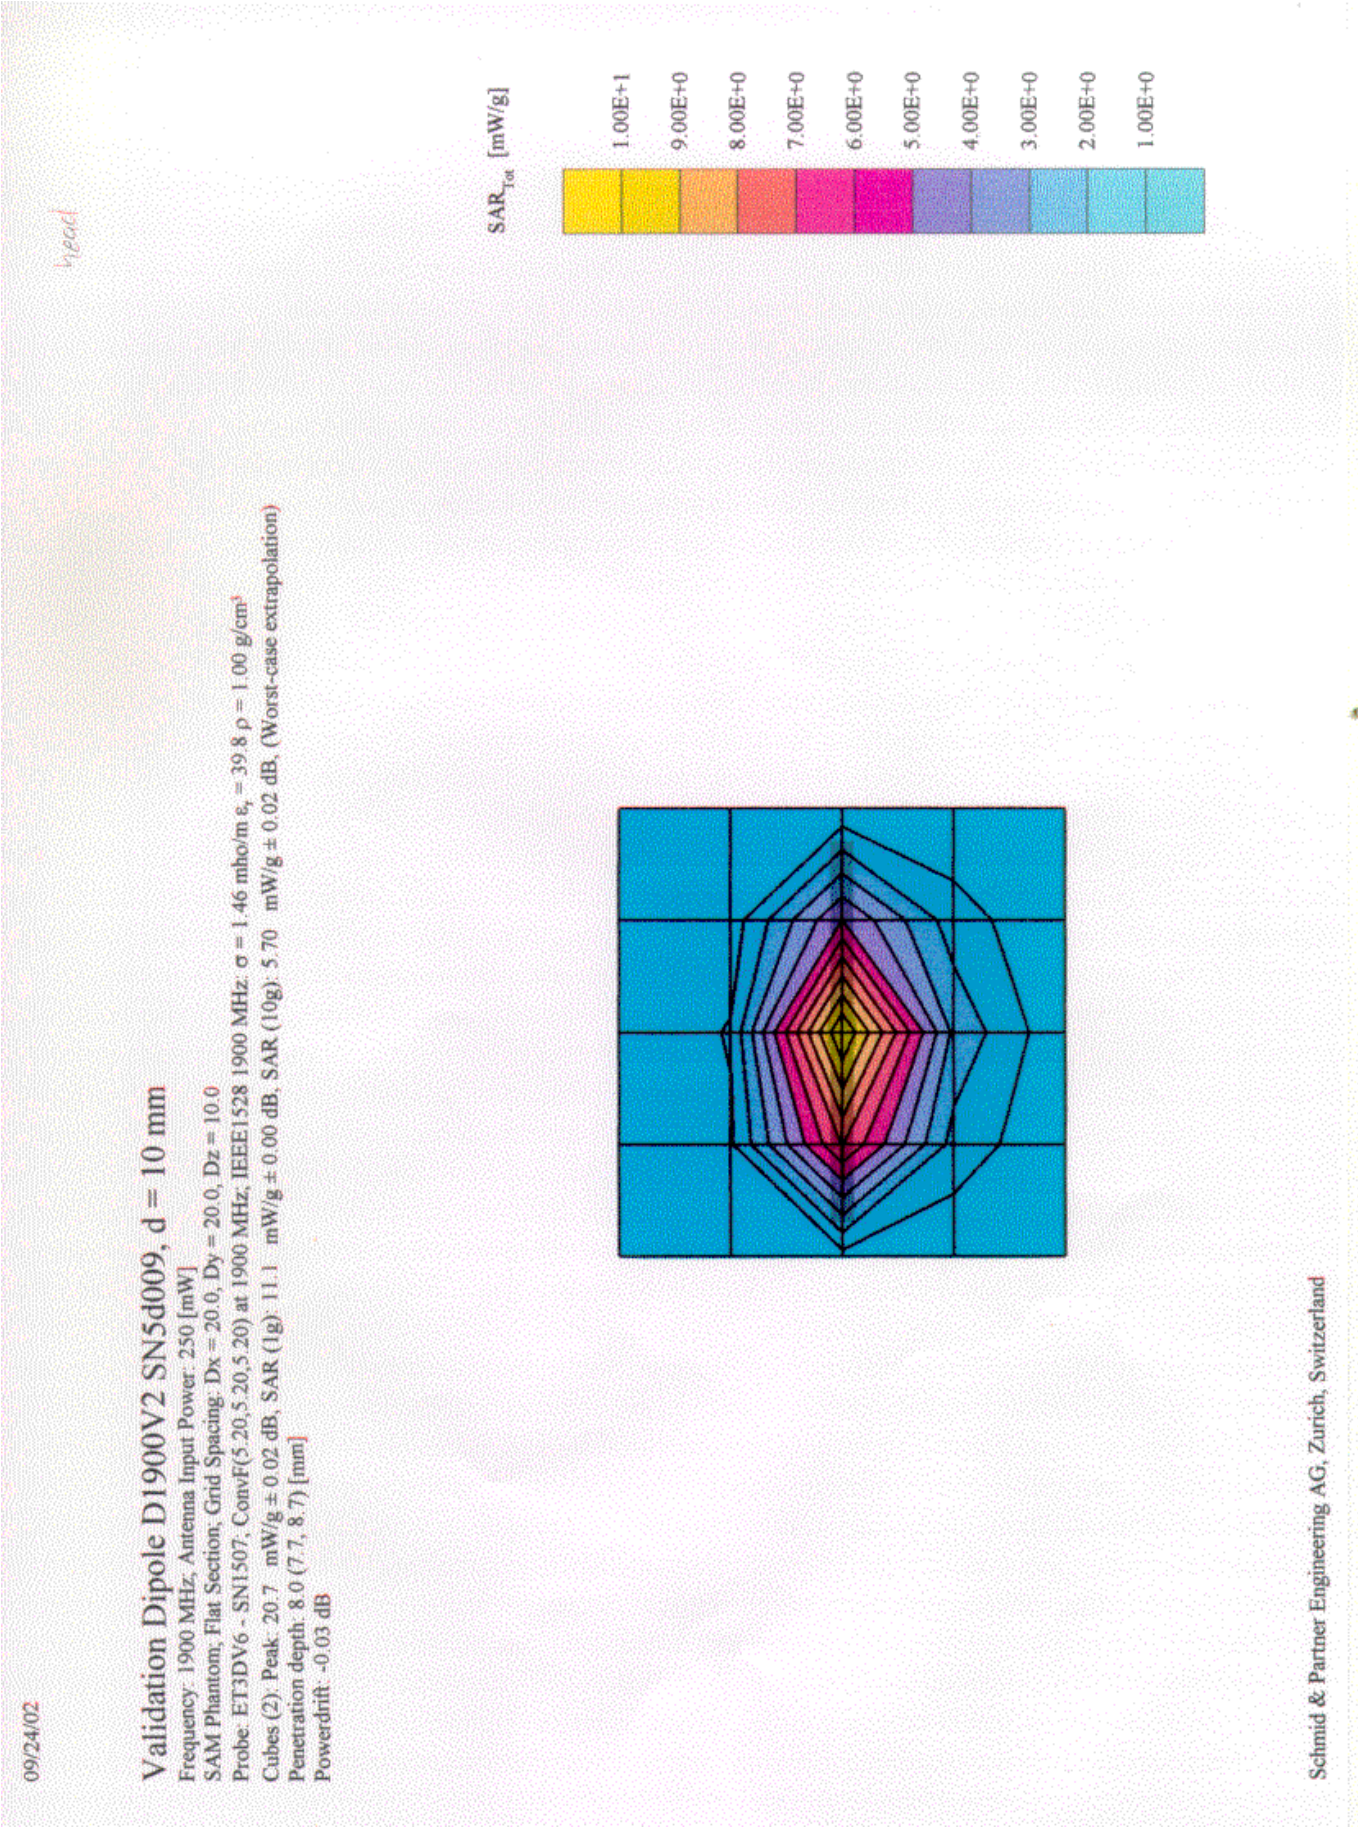 09/24/02
head
Validation Dipole D1900V2 SN5d009, d = 10 mm
Frequency: 1900 MHz, Antenna Input Power: 250 [mW]
SAM Phantom; Flat Section; Grid Spacing: Dx = 20.0, Dy = 20.0, Dz = 10.0
Probe: ET3DV6 - SN1507; ConvF(5.20,5.20,5.20) at 1900 MHz; IEEE1528 1900 MHz: σ = 1.46 mho/m εr = 39.8 ρ = 1.00 g/cm³
Cubes (2): Peak: 20.7 mW/g ± 0.02 dB, SAR (1g): 11.1 mW/g ± 0.00 dB, SAR (10g): 5.70 mW/g ± 0.02 dB, (Worst-case extrapolation)
Penetration depth: 8.0 (7.7, 8.7) [mm]
Powerdrift: -0.03 dB
SARTot [mW/g]
1.00E+1
9.00E+0
8.00E+0
7.00E+0
6.00E+0
5.00E+0
4.00E+0
3.00E+0
2.00E+0
1.00E+0
Schmid & Partner Engineering AG, Zurich, Switzerland